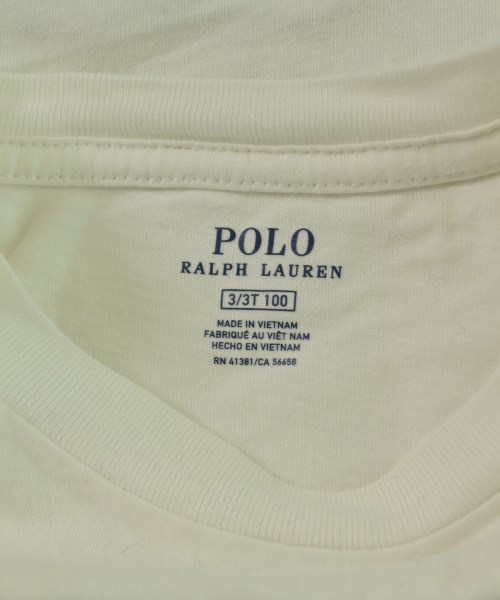 POLO
RALPH LAUREN
3/3T 100
MADE IN VIETNAM
FABRIQUÉ AU VIÊT NAM
HECHO EN VIETNAM
RN 41381/CA 56658